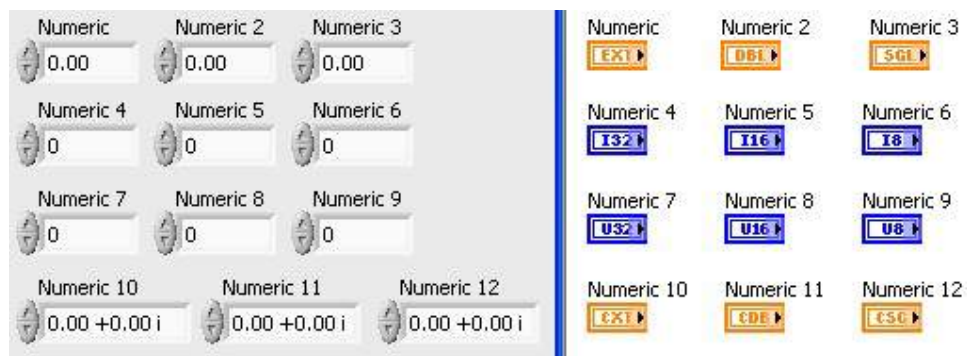 Numeric Numeric 2 Numeric 3
0.00 0.00 0.00
Numeric 4 Numeric 5 Numeric 6
0 0 0
Numeric 7 Numeric 8 Numeric 9
0 0 0
Numeric 10 Numeric 11 Numeric 12
0.00 +0.00 i 0.00 +0.00 i 0.00 +0.00 i
Numeric Numeric 2 Numeric 3
EXT DBL SGL
Numeric 4 Numeric 5 Numeric 6
I32 I16 I8
Numeric 7 Numeric 8 Numeric 9
U32 U16 U8
Numeric 10 Numeric 11 Numeric 12
CXT CDB CSG